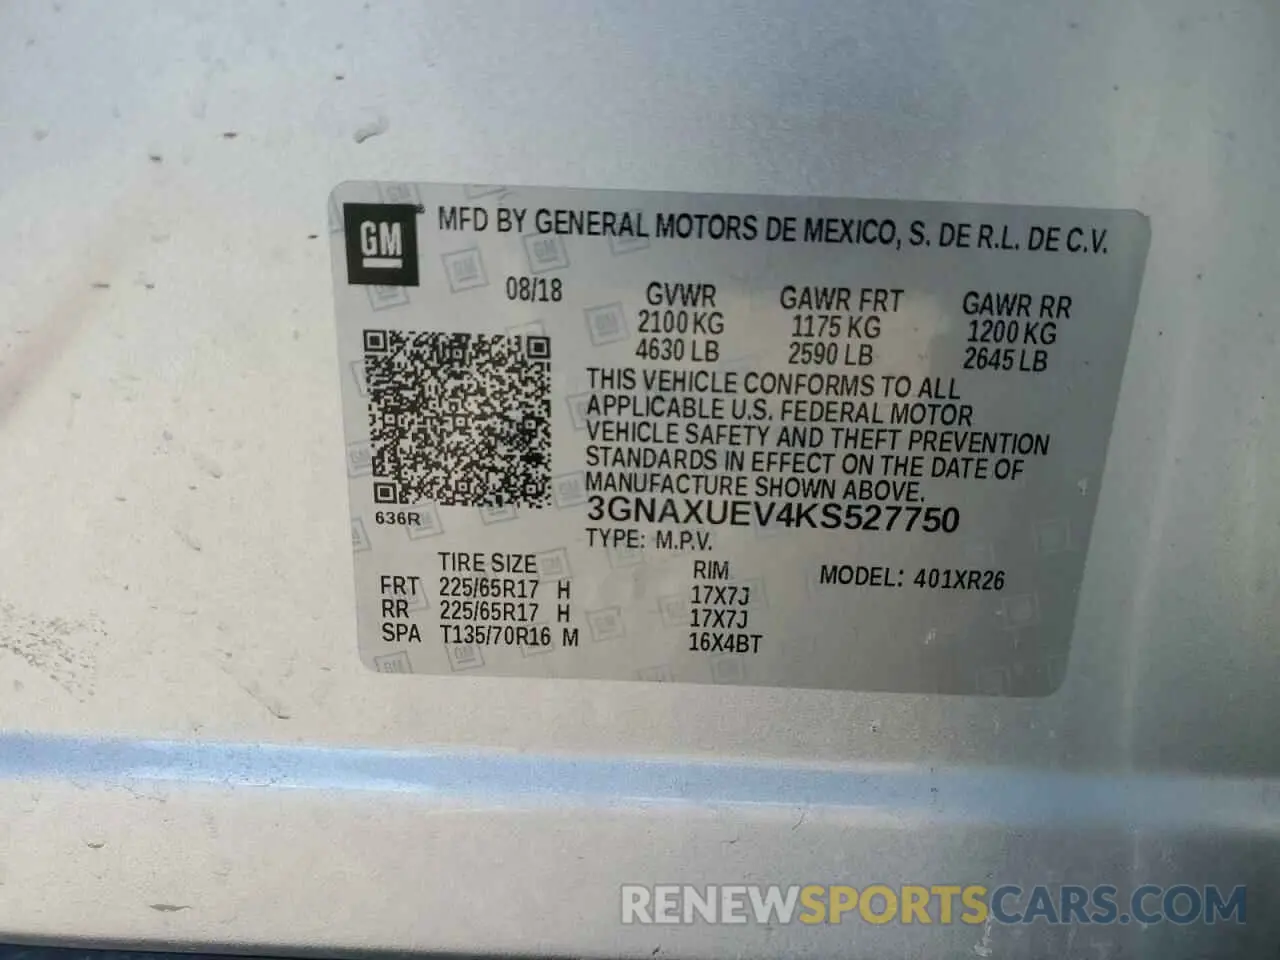 GM® MFD BY GENERAL MOTORS DE MEXICO, S. DE R.L. DE C.V.
08/18 GVWR GAWR FRT GAWR RR
2100 KG 1175 KG 1200 KG
4630 LB 2590 LB 2645 LB
THIS VEHICLE CONFORMS TO ALL
APPLICABLE U.S. FEDERAL MOTOR
VEHICLE SAFETY AND THEFT PREVENTION
STANDARDS IN EFFECT ON THE DATE OF
MANUFACTURE SHOWN ABOVE.
636R 3GNAXUEV4KS527750
TYPE: M.P.V.
TIRE SIZE RIM MODEL: 401XR26
FRT 225/65R17 H 17X7J
RR 225/65R17 H 17X7J
SPA T135/70R16 M 16X4BT
RENEWSPORTSCARS.COM